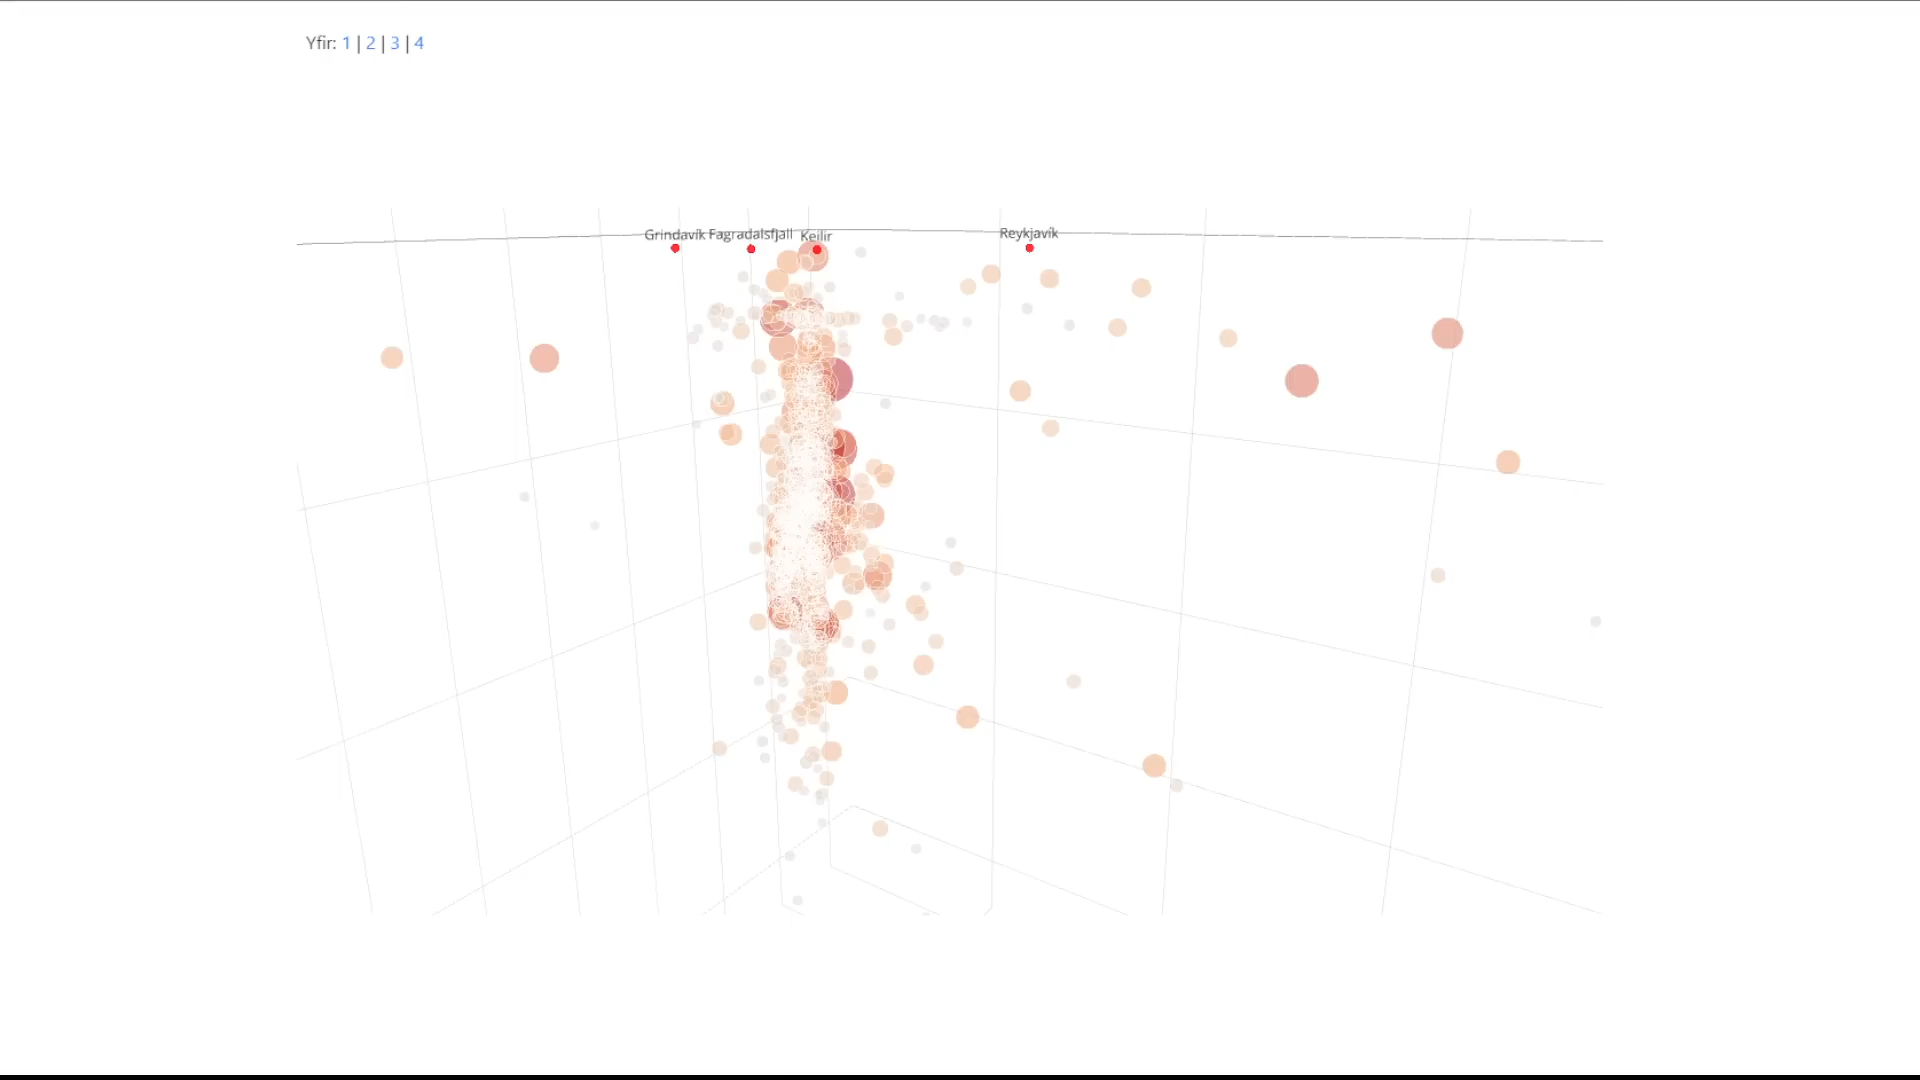 Yfir: 1 | 2 | 3 | 4
Grindavík Fagradalsfjall Keilir Reykjavík